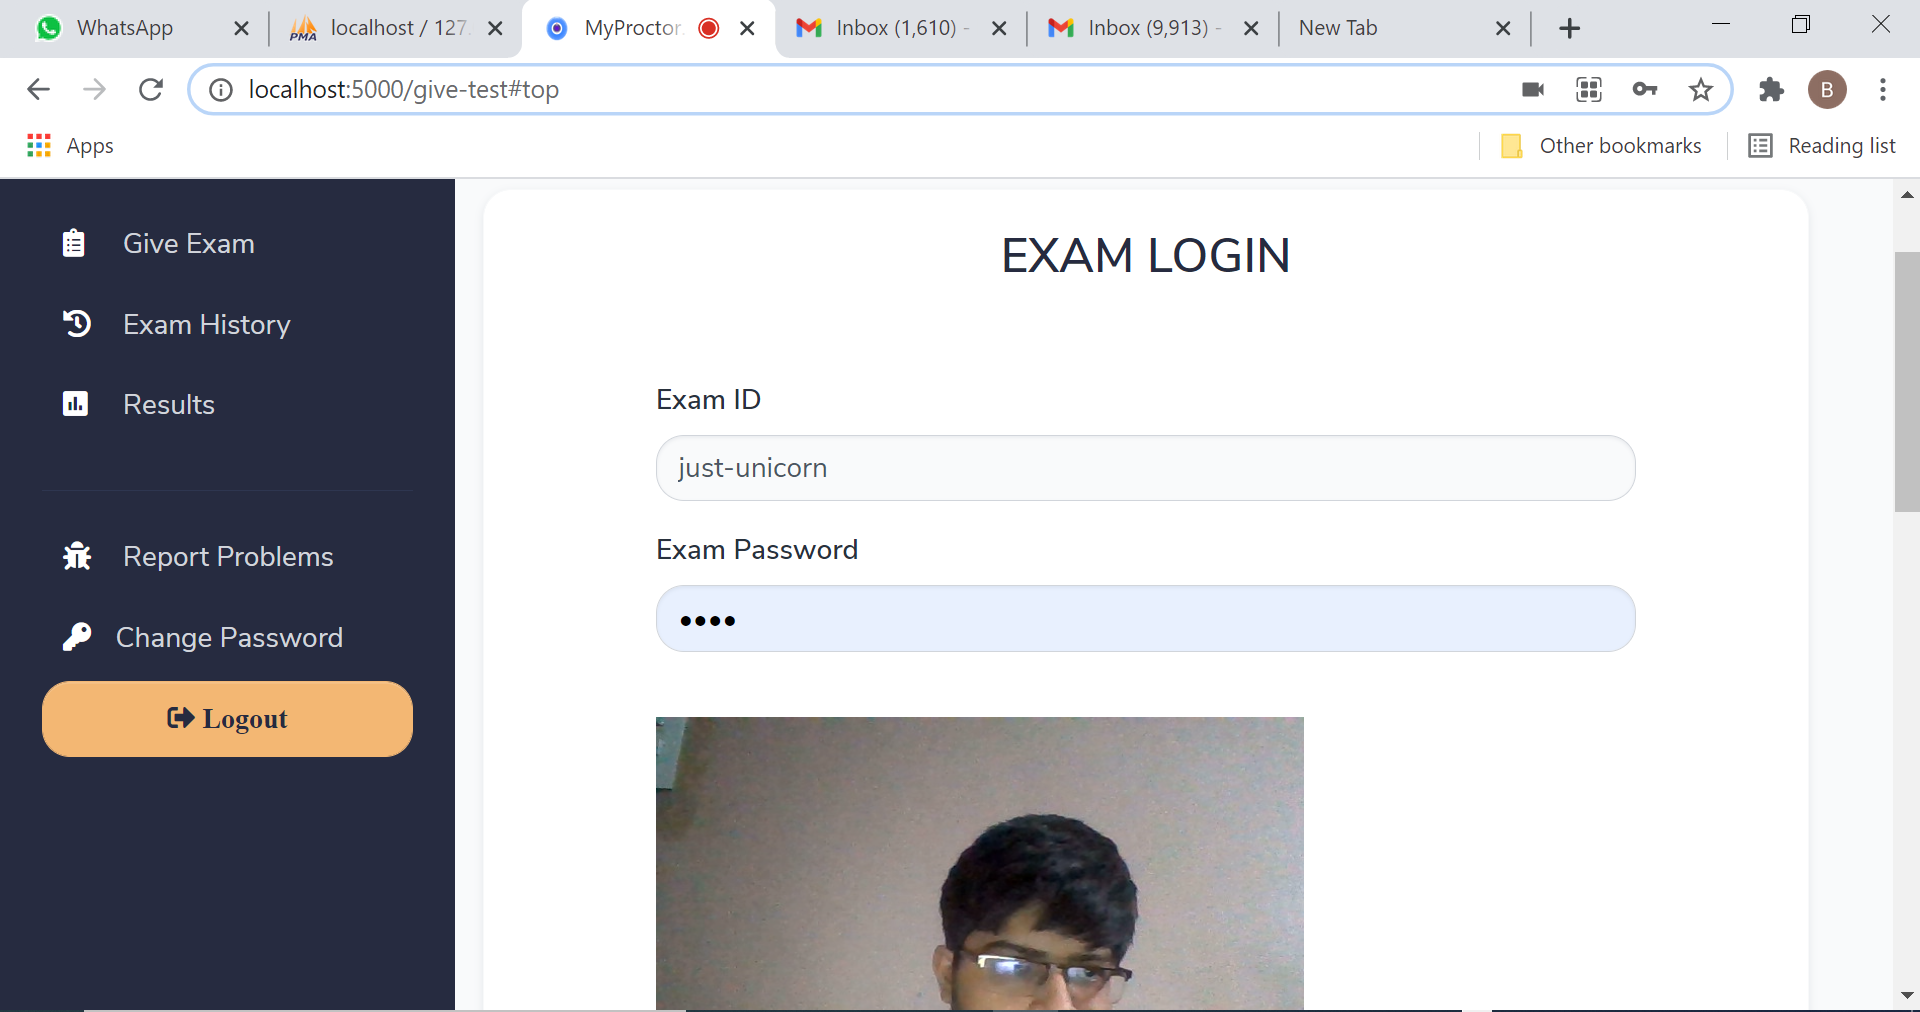 WhatsApp
PMA
localhost / 127.
MyProctor.
Inbox (1,610) -
Inbox (9,913) -
New Tab
localhost:5000/give-test#top
B
Apps
Other bookmarks
Reading list
Give Exam
Exam History
Results
Report Problems
Change Password
Logout
EXAM LOGIN
Exam ID
just-unicorn
Exam Password
••••